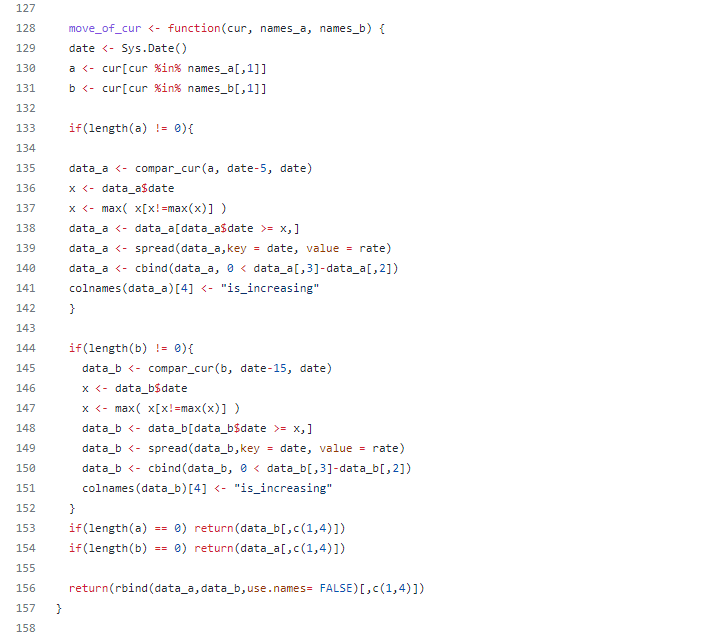 127
128 move_of_cur <- function(cur, names_a, names_b) {
129 date <- Sys.Date()
130 a <- cur[cur %in% names_a[,1]]
131 b <- cur[cur %in% names_b[,1]]
132
133 if(length(a) != 0){
134
135 data_a <- compar_cur(a, date-5, date)
136 x <- data_a$date
137 x <- max( x[x!=max(x)] )
138 data_a <- data_a[data_a$date >= x,]
139 data_a <- spread(data_a,key = date, value = rate)
140 data_a <- cbind(data_a, 0 < data_a[,3]-data_a[,2])
141 colnames(data_a)[4] <- "is_increasing"
142 }
143
144 if(length(b) != 0){
145 data_b <- compar_cur(b, date-15, date)
146 x <- data_b$date
147 x <- max( x[x!=max(x)] )
148 data_b <- data_b[data_b$date >= x,]
149 data_b <- spread(data_b,key = date, value = rate)
150 data_b <- cbind(data_b, 0 < data_b[,3]-data_b[,2])
151 colnames(data_b)[4] <- "is_increasing"
152 }
153 if(length(a) == 0) return(data_b[,c(1,4)])
154 if(length(b) == 0) return(data_a[,c(1,4)])
155
156 return(rbind(data_a,data_b,use.names= FALSE)[,c(1,4)])
157 }
158